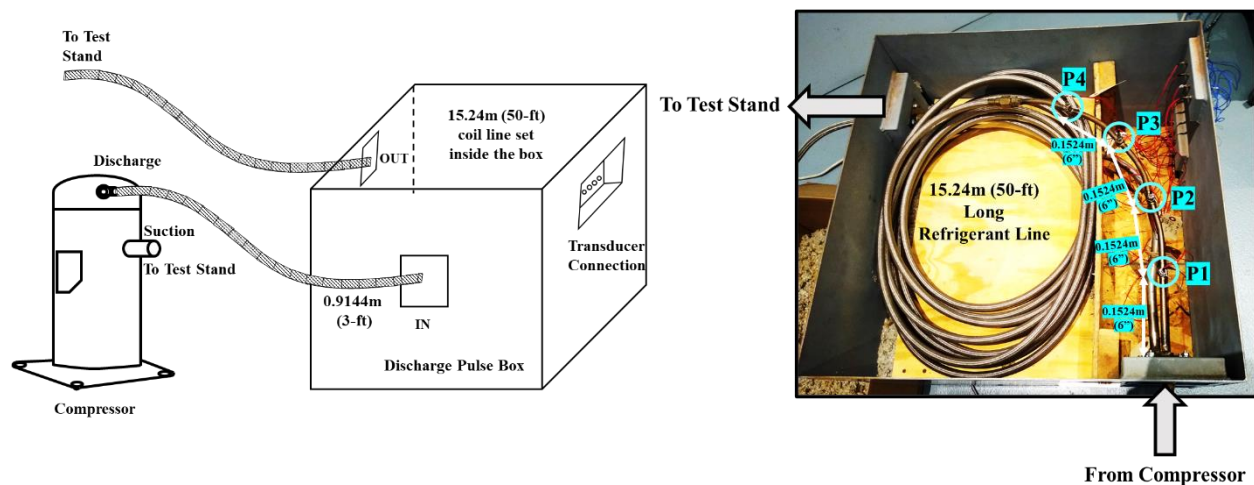 To Test
Stand
15.24m (50-ft)
coil line set
inside the box
OUT
Discharge
Suction
To Test Stand
Transducer
Connection
0.9144m
(3-ft)
IN
Discharge Pulse Box
Compressor
To Test Stand
P4
P3
0.1524m
(6”)
0.1524m
(6”)
P2
15.24m (50-ft)
Long
Refrigerant Line
0.1524m
(6”)
P1
0.1524m
(6”)
From Compressor